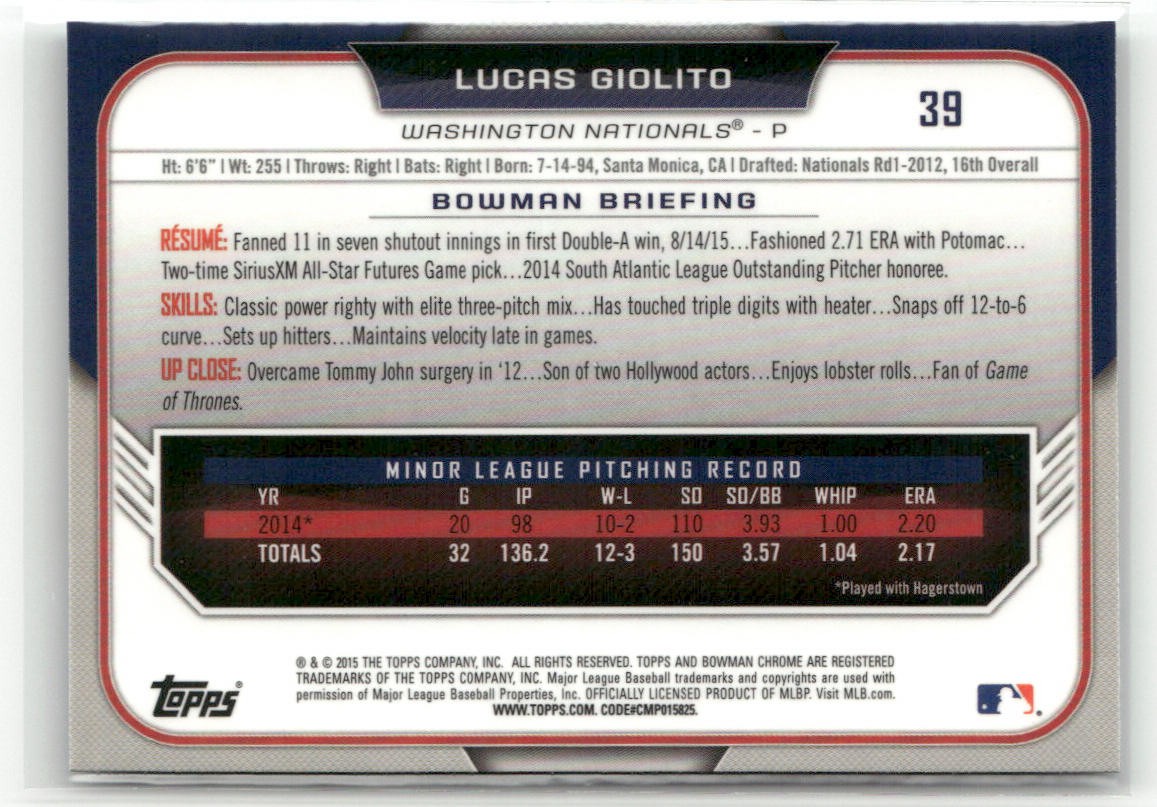 LUCAS GIOLITO
39
WASHINGTON NATIONALS® - P
Ht: 6'6" | Wt: 255 | Throws: Right | Bats: Right | Born: 7-14-94, Santa Monica, CA | Drafted: Nationals Rd1-2012, 16th Overall
BOWMAN BRIEFING
RÉSUMÉ: Fanned 11 in seven shutout innings in first Double-A win, 8/14/15...Fashioned 2.71 ERA with Potomac...
Two-time SiriusXM All-Star Futures Game pick...2014 South Atlantic League Outstanding Pitcher honoree.
SKILLS: Classic power righty with elite three-pitch mix...Has touched triple digits with heater...Snaps off 12-to-6
curve...Sets up hitters...Maintains velocity late in games.
UP CLOSE: Overcame Tommy John surgery in '12...Son of two Hollywood actors...Enjoys lobster rolls...Fan of Game
of Thrones.
MINOR LEAGUE PITCHING RECORD
YR G IP W-L SO SO/BB WHIP ERA
2014* 20 98 10-2 110 3.93 1.00 2.20
TOTALS 32 136.2 12-3 150 3.57 1.04 2.17
*Played with Hagerstown
® & © 2015 THE TOPPS COMPANY, INC. ALL RIGHTS RESERVED. TOPPS AND BOWMAN CHROME ARE REGISTERED
TRADEMARKS OF THE TOPPS COMPANY, INC. Major League Baseball trademarks and copyrights are used with
permission of Major League Baseball Properties, Inc. OFFICIALLY LICENSED PRODUCT OF MLBP. Visit MLB.com.
WWW.TOPPS.COM. CODE#CMP015825.
TOPPS®